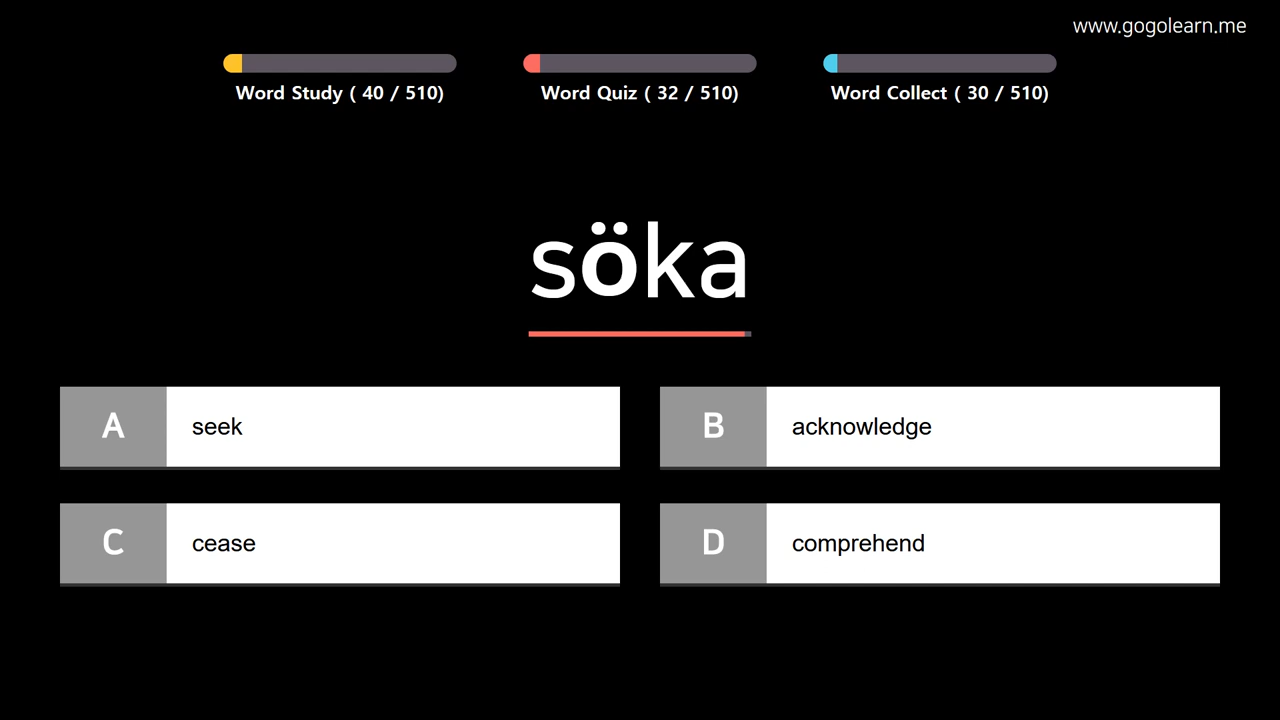 www.gogolearn.me
Word Study ( 40 / 510)
Word Quiz ( 32 / 510)
Word Collect ( 30 / 510)
söka
A seek
B acknowledge
C cease
D comprehend